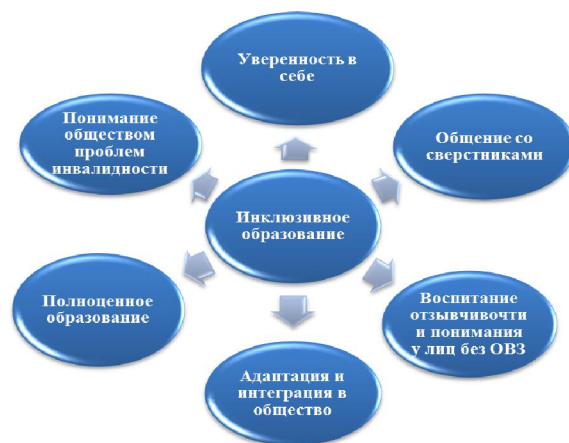 Уверенность в
себе
Понимание
обществом
проблем
инвалидности
Общение со
сверстниками
Инклюзивное
образование
Полноценное
образование
Воспитание
отзывчивочти
и понимания
у лиц без ОВЗ
Адаптация и
интеграция в
общество